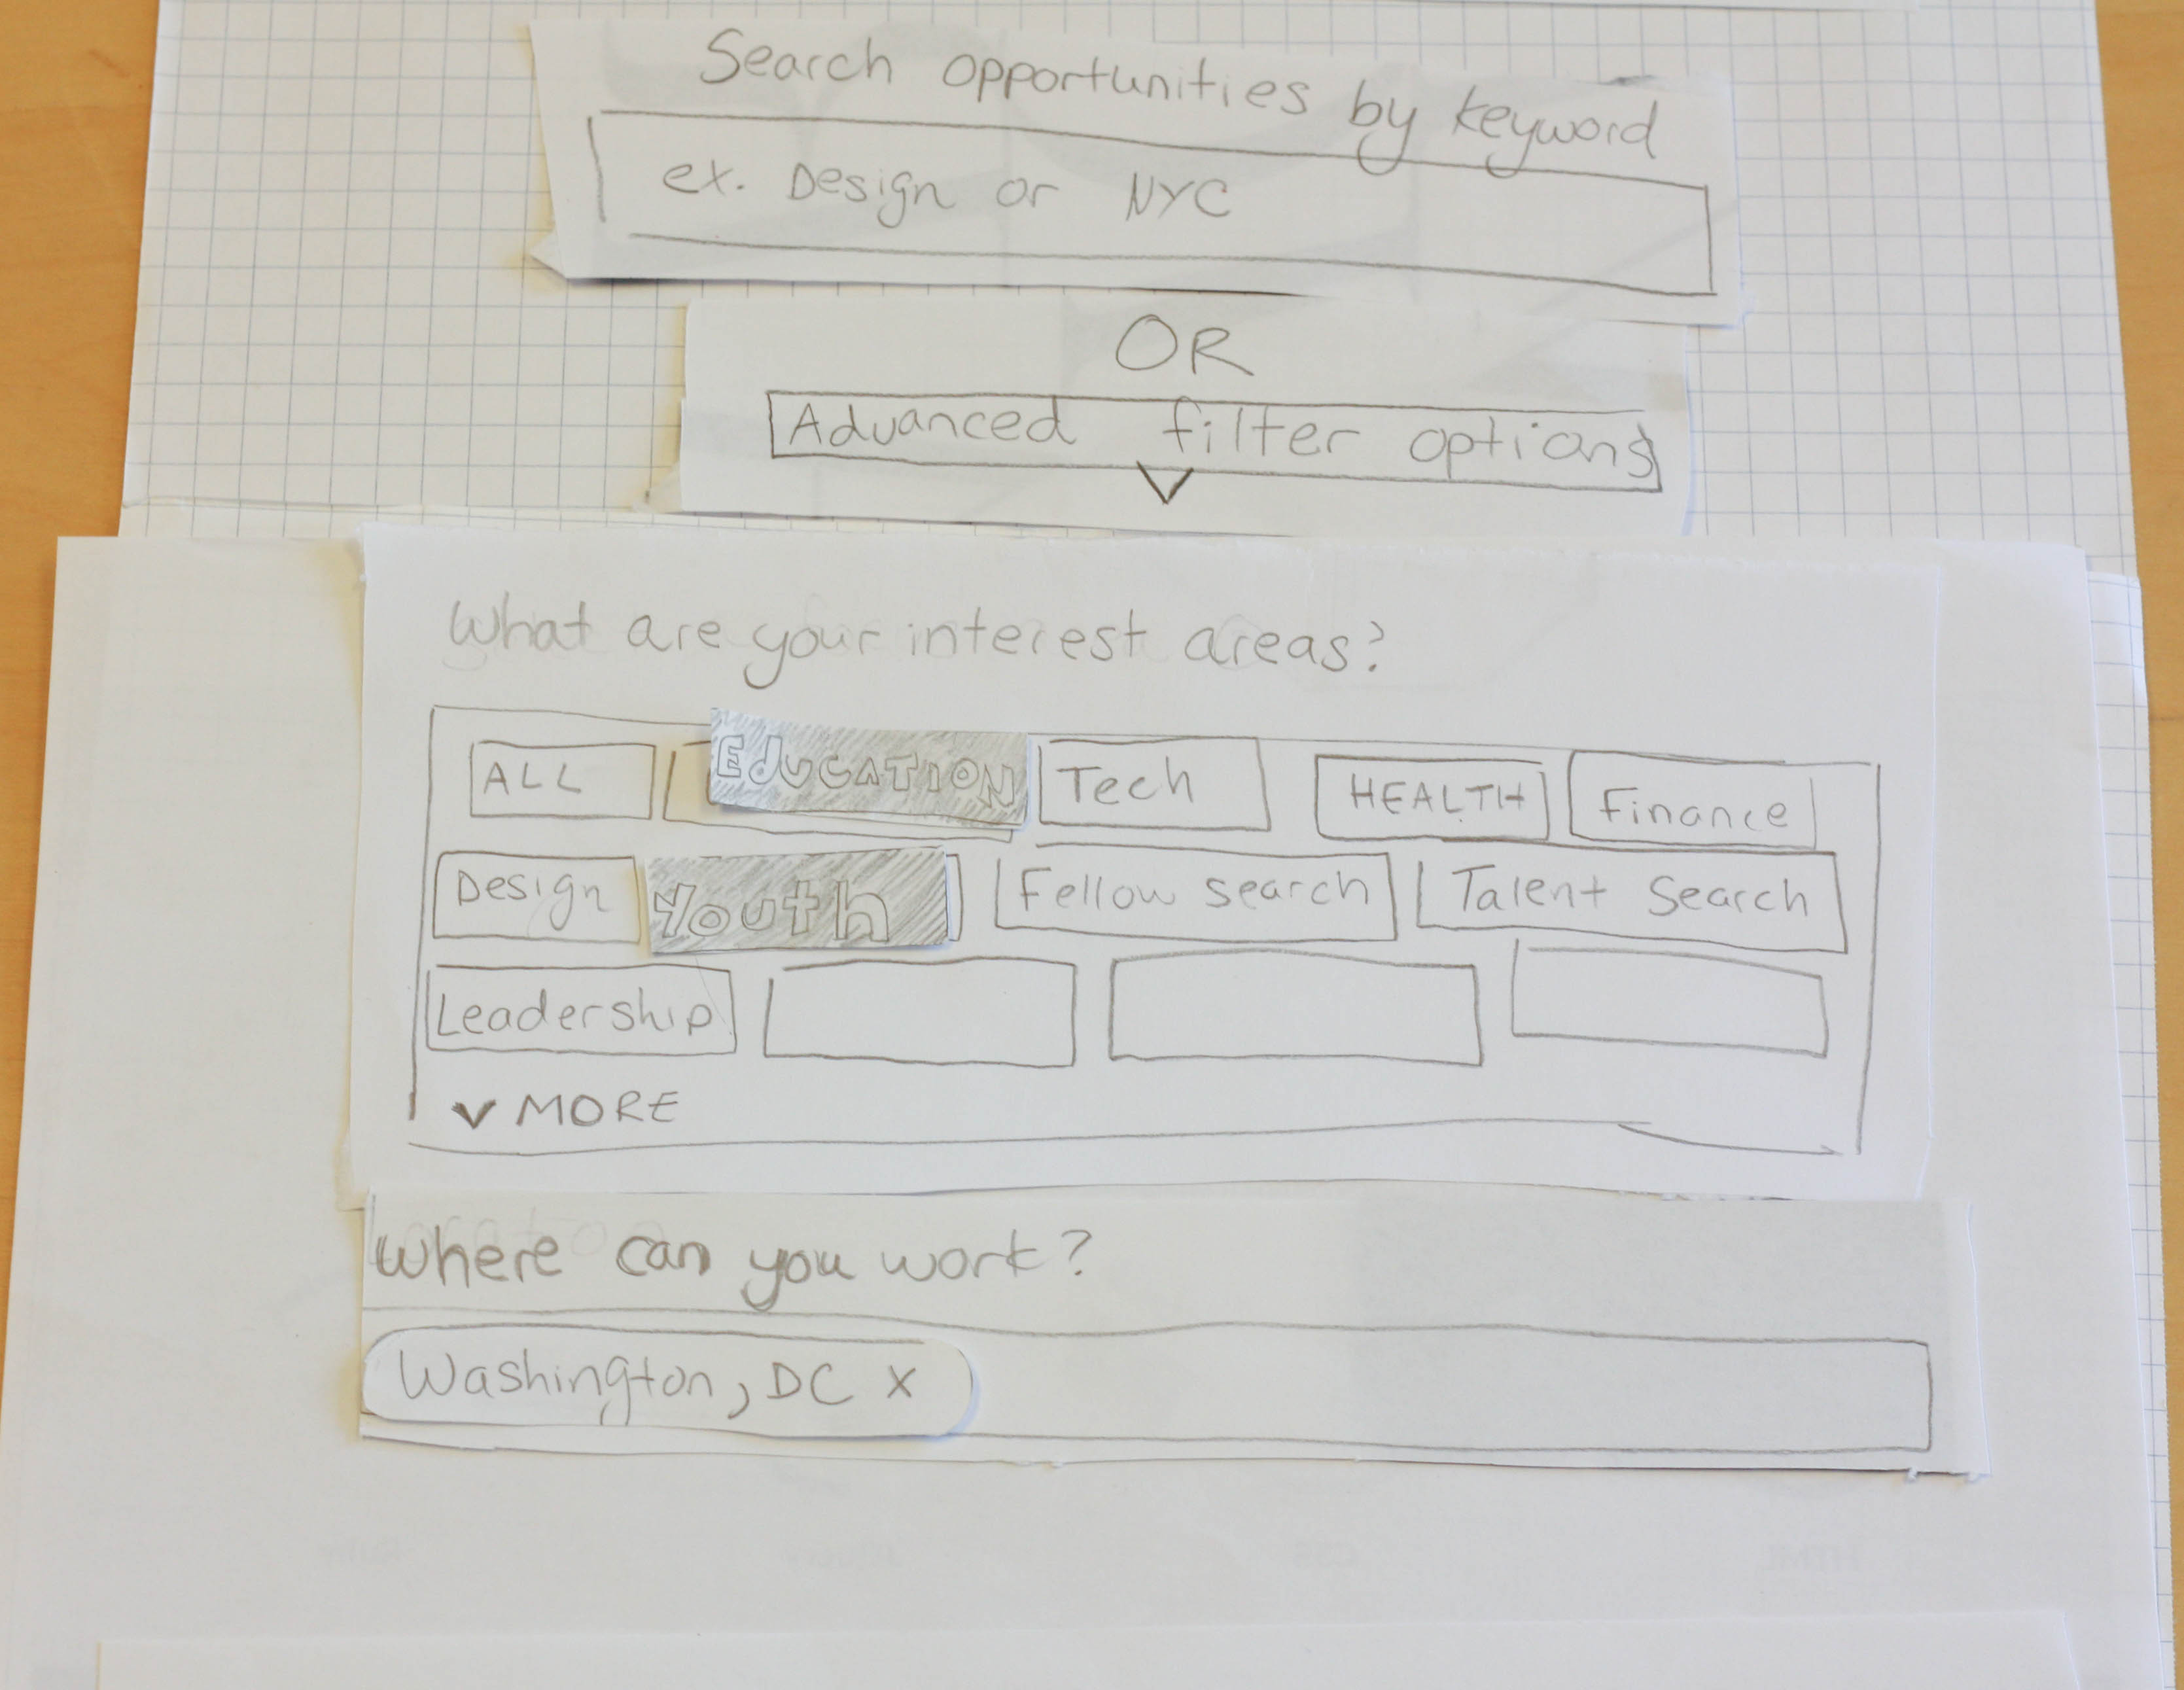 Search opportunities by keyword
ex. Design or NYC
OR
Advanced filter options
What are your interest areas?
ALL EDUCATION Tech HEALTH Finance
Design Youth Fellow search Talent Search
Leadership
v MORE
Where can you work?
Washington, DC x